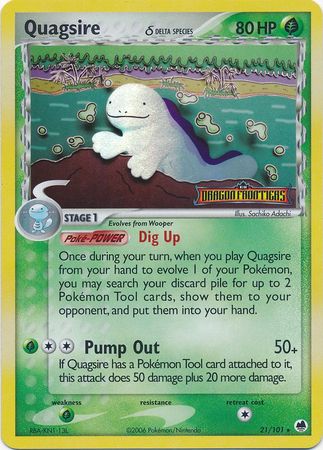 Quagsire δ DELTA SPECIES 80 HP
EX
DRAGON FRONTIERS
Illus. Sachiko Adachi
STAGE 1
Evolves from Wooper
Poké-POWER Dig Up
Once during your turn, when you play Quagsire
from your hand to evolve 1 of your Pokémon,
you may search your discard pile for up to 2
Pokémon Tool cards, show them to your
opponent, and put them into your hand.
Pump Out 50+
If Quagsire has a Pokémon Tool card attached to it,
this attack does 50 damage plus 20 more damage.
weakness resistance retreat cost
RBA-KN1-13L ©2006 Pokémon/Nintendo 21/101 ★